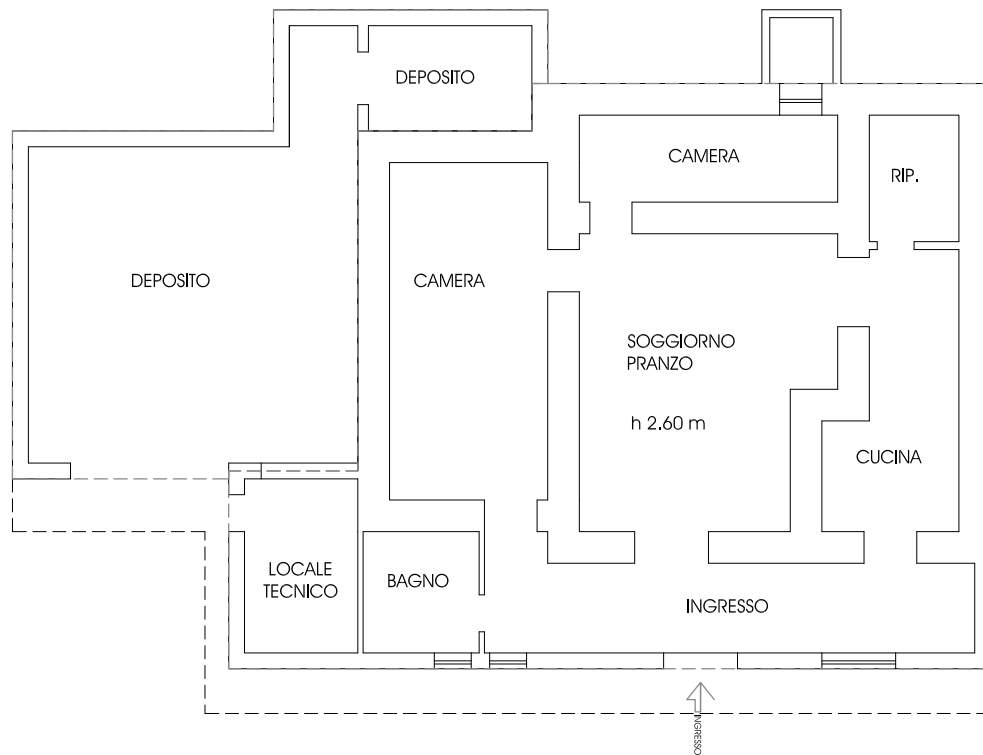 DEPOSITO
CAMERA
RIP.
DEPOSITO
CAMERA
SOGGIORNO
PRANZO
h 2.60 m
CUCINA
LOCALE
TECNICO
BAGNO
INGRESSO
INGRESSO